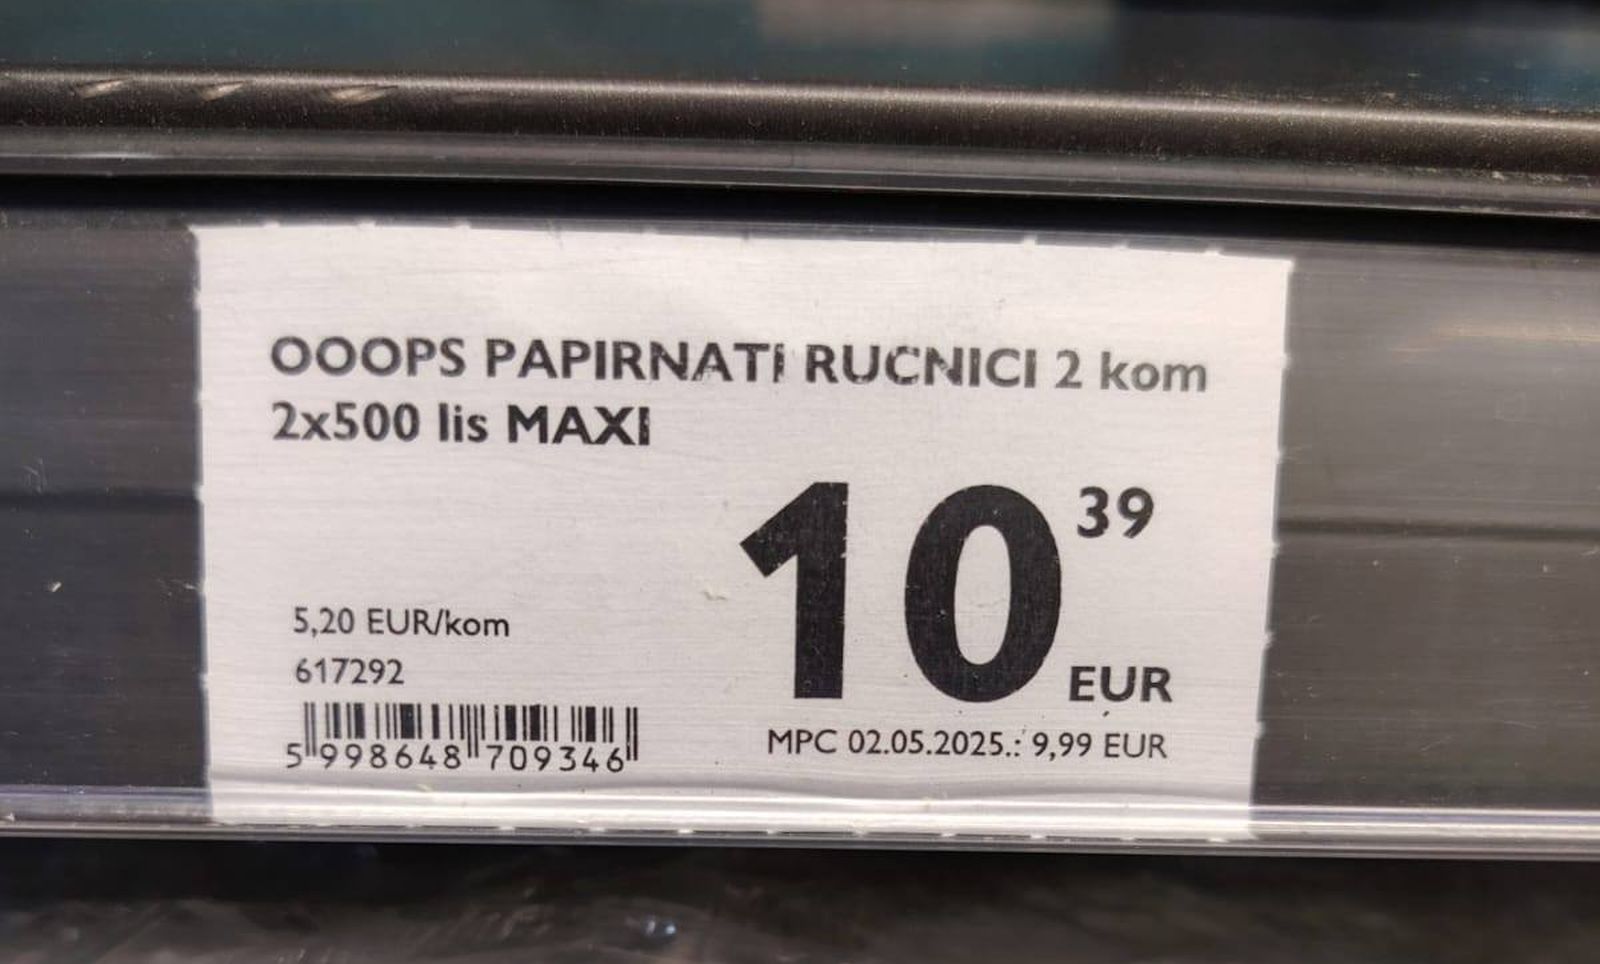 OOOPS PAPIRNATI RUCNICI 2 kom
2x500 lis MAXI
10 39
EUR
5,20 EUR/kom
617292
5 998648 709346
MPC 02.05.2025.: 9,99 EUR